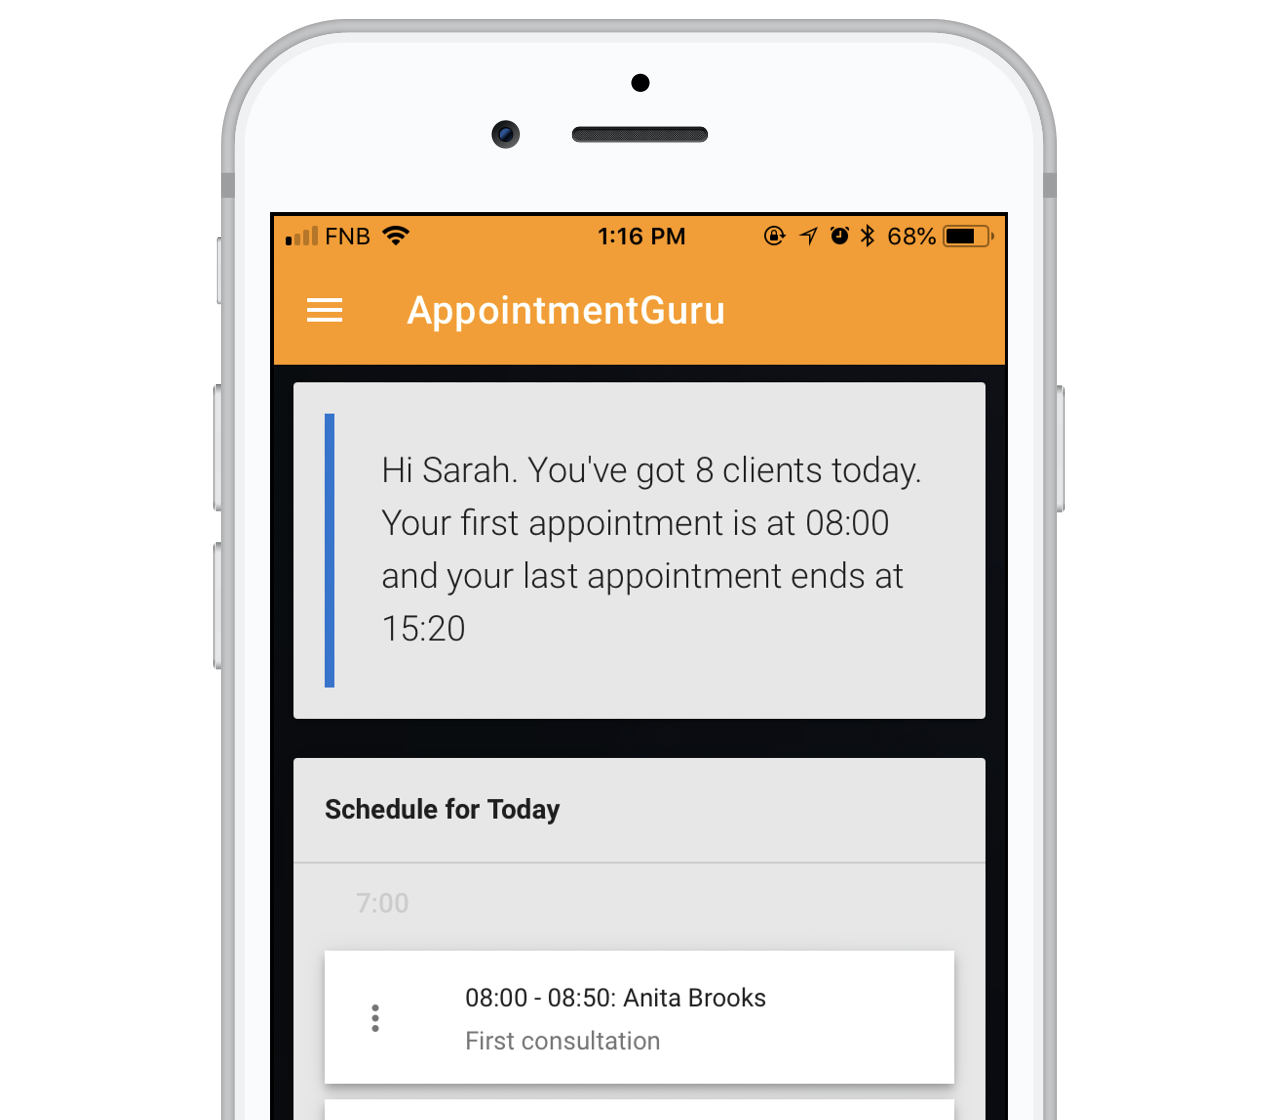 FNB 1:16 PM 68%
AppointmentGuru
Hi Sarah. You've got 8 clients today.
Your first appointment is at 08:00
and your last appointment ends at
15:20
Schedule for Today
7:00
08:00 - 08:50: Anita Brooks
First consultation